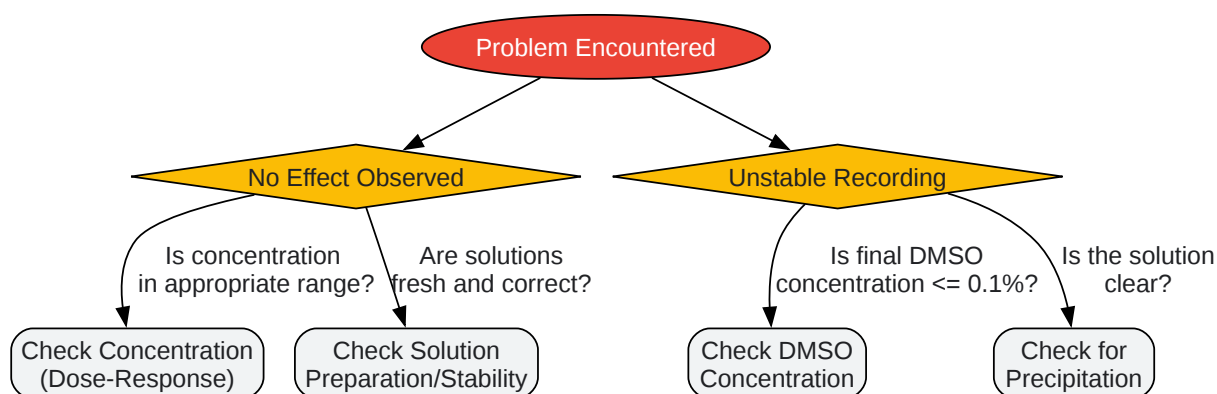 Problem Encountered
No Effect Observed
Unstable Recording
Is concentration
in appropriate range?
Are solutions
fresh and correct?
Is final DMSO
concentration <= 0.1%?
Is the solution
clear?
Check Concentration
(Dose-Response)
Check Solution
Preparation/Stability
Check DMSO
Concentration
Check for
Precipitation